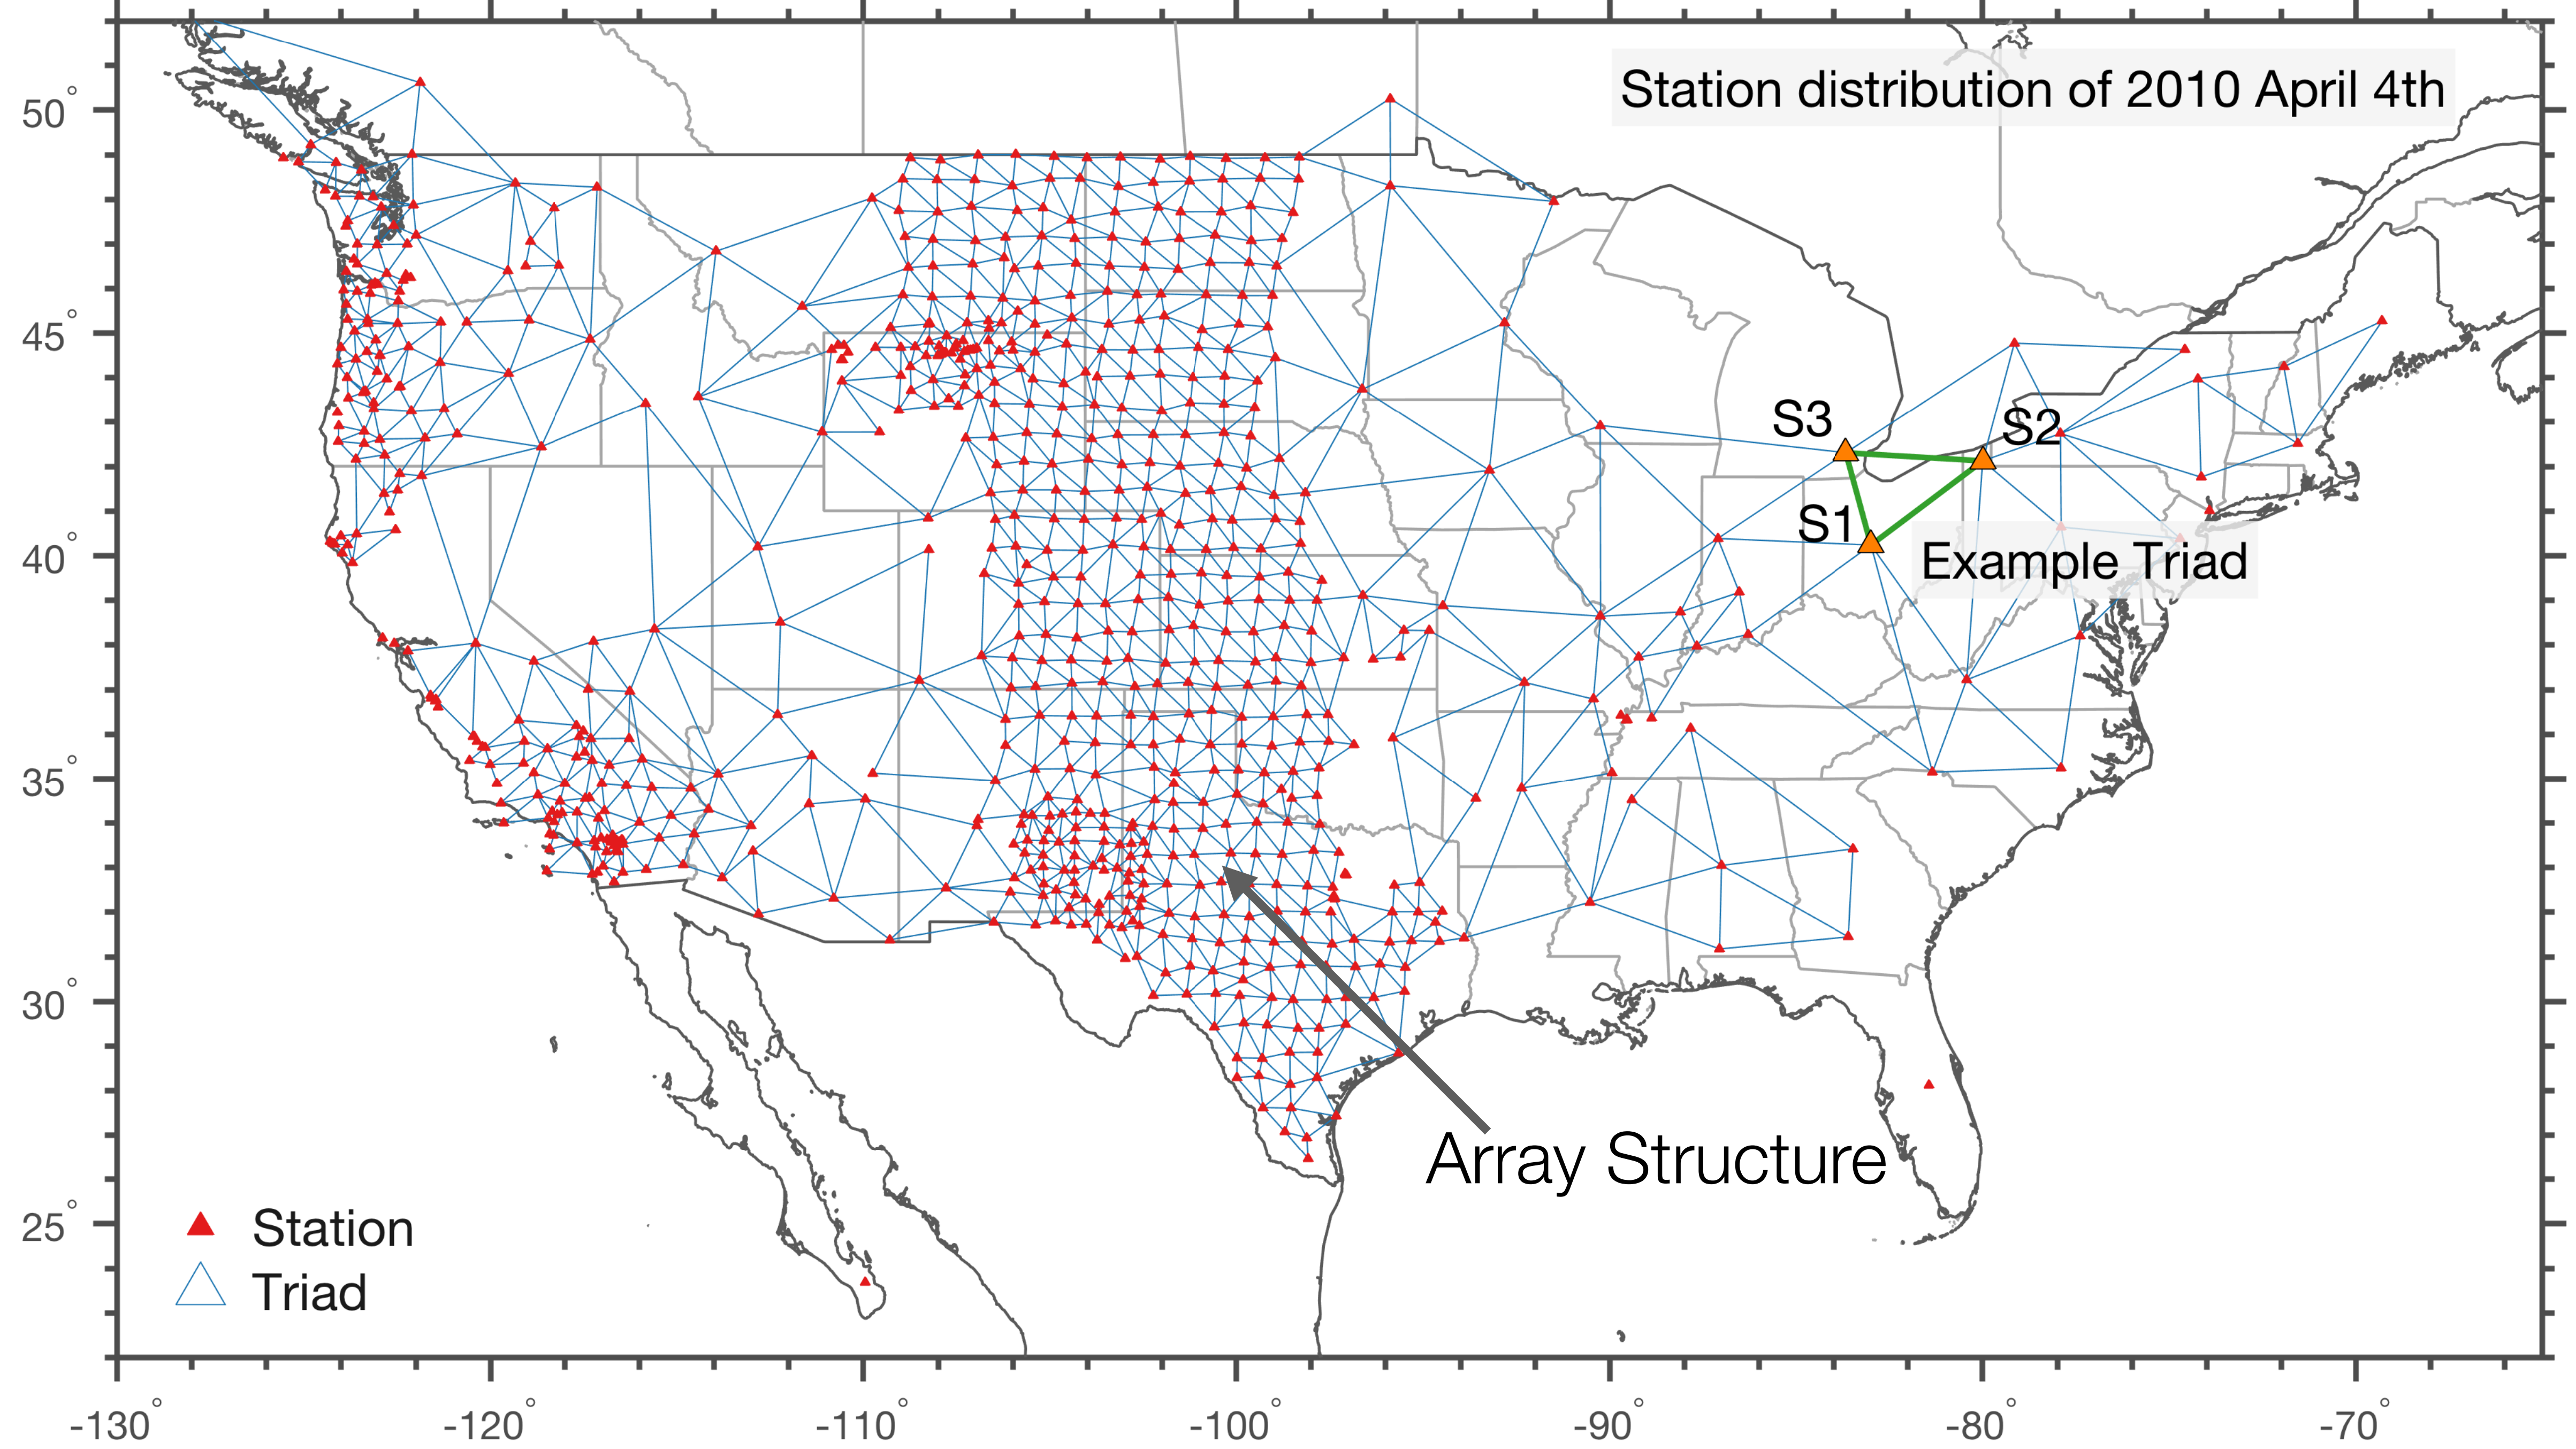 Station distribution of 2010 April 4th
50°
45°
S3
S2
S1
40°
Example Triad
35°
30°
Array Structure
25°
Station
Triad
-130° -120° -110° -100° -90° -80° -70°